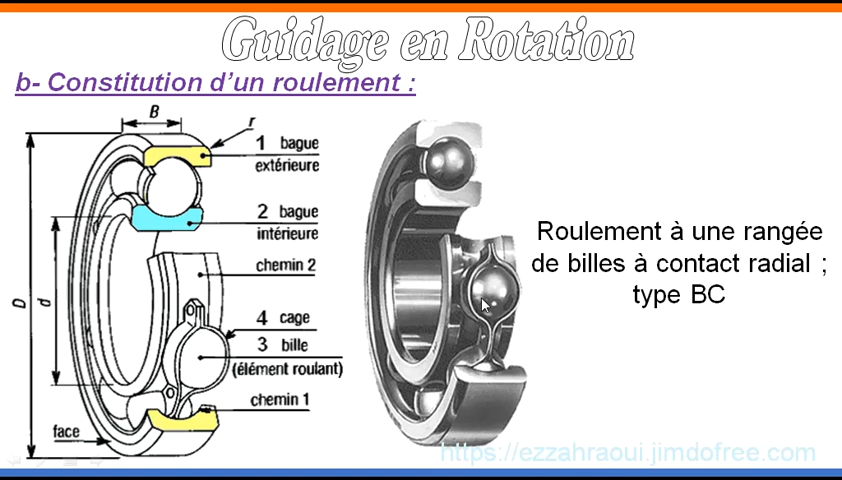 Guidage en Rotation
b- Constitution d'un roulement :
B
r
1 bague
extérieure
2 bague
intérieure
chemin 2
D
d
4 cage
3 bille
(élément roulant)
chemin 1
face
Roulement à une rangée
de billes à contact radial ;
type BC
https://ezzahraoui.jimdofree.com